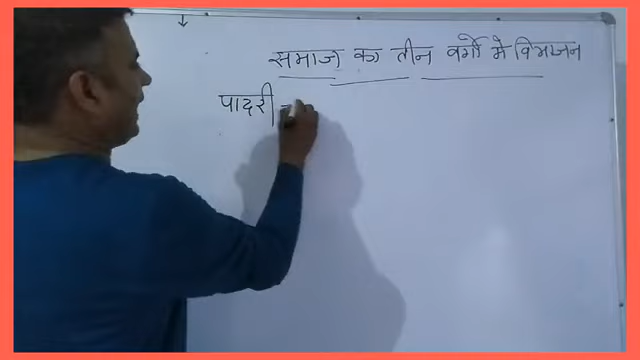 समाज का तीन वर्गो मे विभाजन
पादरी -